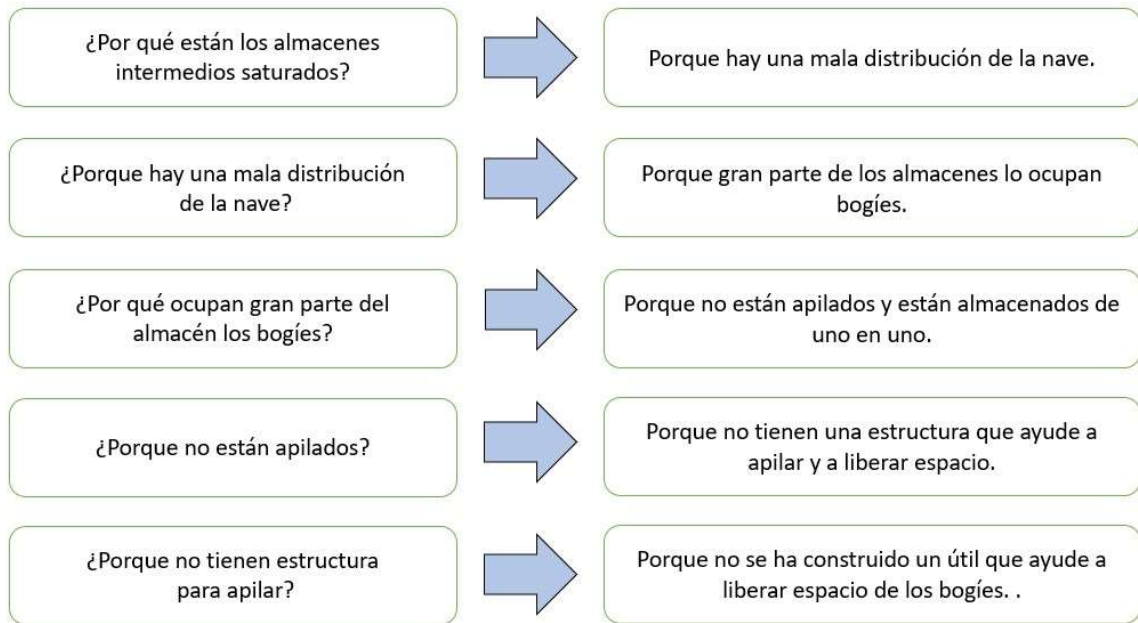 ¿Por qué están los almacenes
intermedios saturados?
Porque hay una mala distribución de la nave.
¿Porque hay una mala distribución
de la nave?
Porque gran parte de los almacenes lo ocupan
bogíes.
¿Por qué ocupan gran parte del
almacén los bogíes?
Porque no están apilados y están almacenados de
uno en uno.
¿Porque no están apilados?
Porque no tienen una estructura que ayude a
apilar y a liberar espacio.
¿Porque no tienen estructura
para apilar?
Porque no se ha construido un útil que ayude a
liberar espacio de los bogíes. .